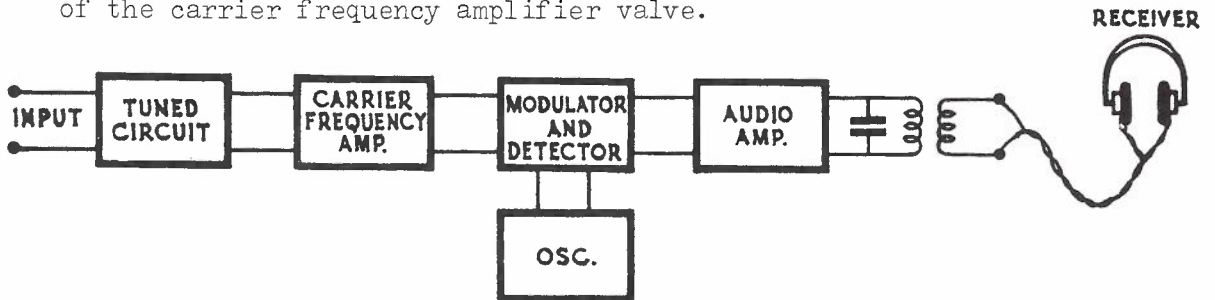 of the carrier frequency amplifier valve.
RECEIVER
INPUT
TUNED
CIRCUIT
CARRIER
FREQUENCY
AMP.
MODULATOR
AND
DETECTOR
AUDIO
AMP.
OSC.